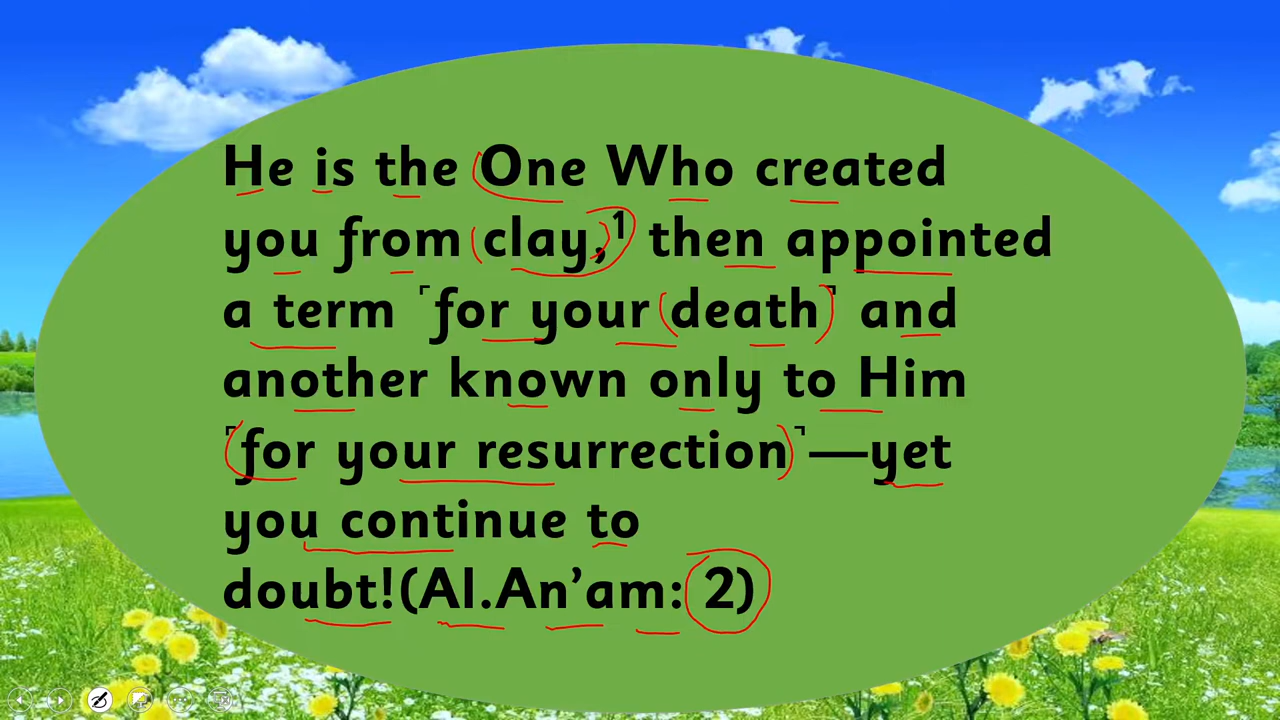 He is the One Who created
you from clay,¹ then appointed
a term ˹for your death˺ and
another known only to Him
˹for your resurrection˺—yet
you continue to
doubt!(Al.An’am: 2)